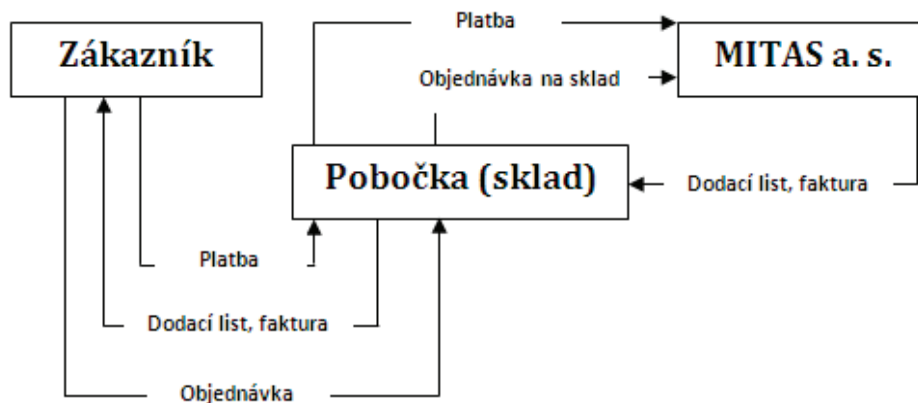 Platba
Zákazník
MITAS a. s.
Objednávka na sklad
Pobočka (sklad)
Dodací list, faktura
Platba
Dodací list, faktura
Objednávka